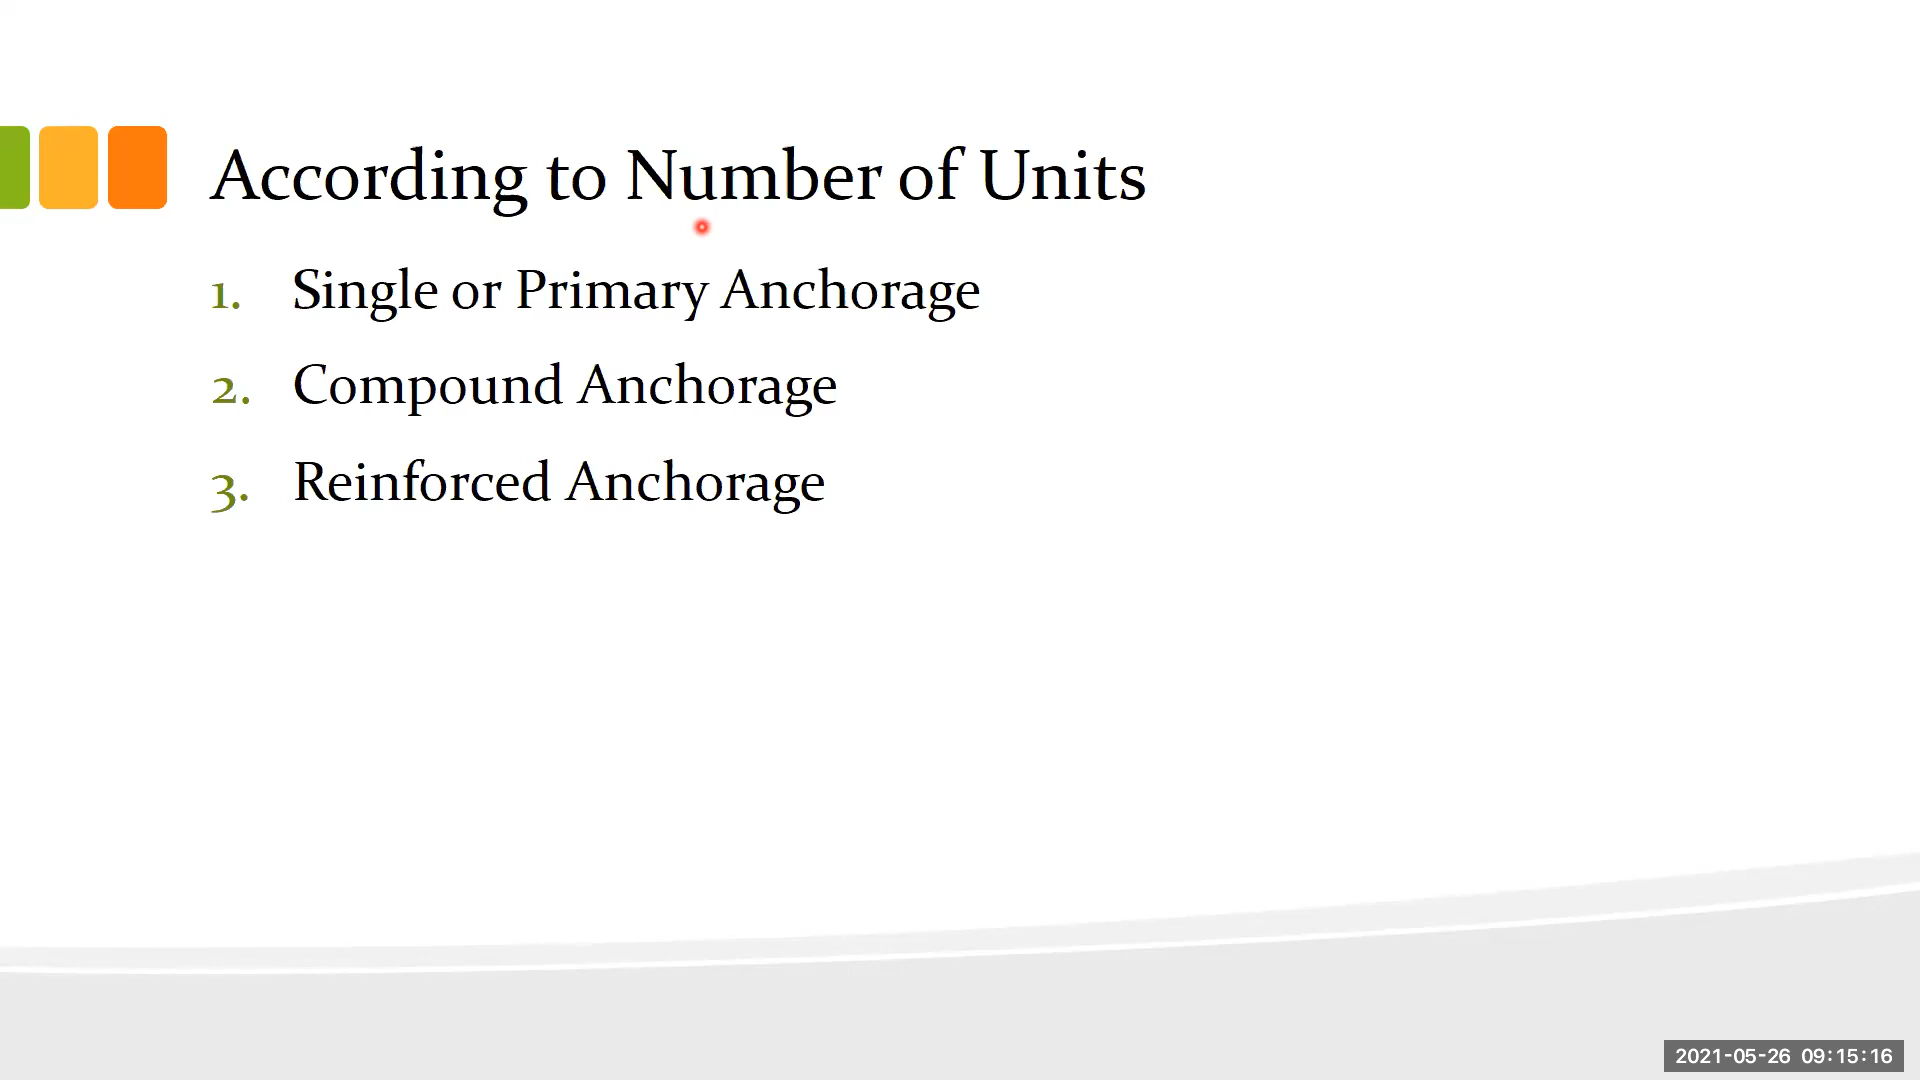 According to Number of Units
1. Single or Primary Anchorage
2. Compound Anchorage
3. Reinforced Anchorage
2021-05-26 09:15:16